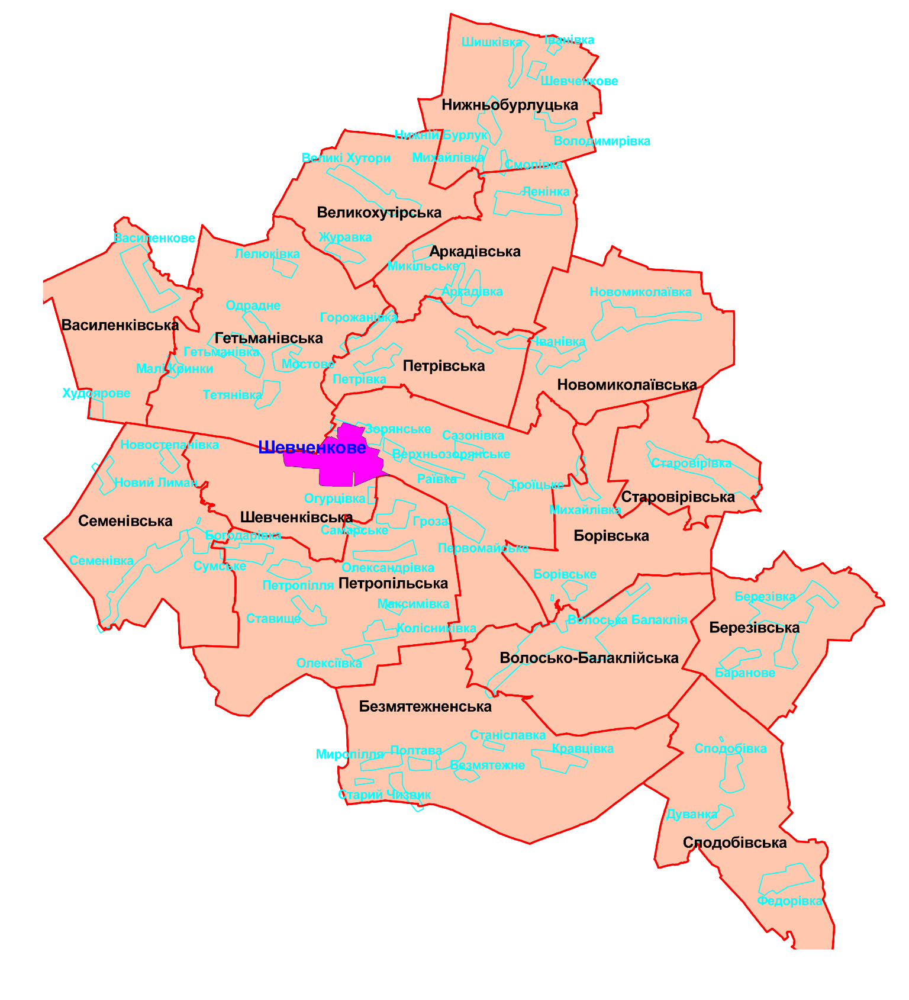 Шишківка
Іванівка
Шевченкове
Нижньобурлуцька
Нижній Бурлук
Володимирівка
Великі Хутори
Михайлівка
Смолівка
Ленінка
Великохутірська
Журавка
Василенкове
Лелюківка
Аркадівська
Микільське
Аркадівка
Новомиколаївка
Одрадне
Горожанівка
Василенківська
Гетьманівська
Іванівка
Гетьманівка
Мостове
Петрівська
Малі Кринки
Петрівка
Новомиколаївська
Худоярове
Тетянівка
Зорянське
Сазонівка
Новостепанівка
Шевченкове
Верхньозорянське
Старовірівка
Раївка
Новий Лиман
Троїцьке
Огурцівка
Старовірівська
Михайлівка
Семенівська
Шевченківська
Гроза
Самарське
Богодарівка
Борівська
Первомайське
Семенівка
Сумське
Олександрівка
Борівське
Петропілля
Петропільська
Березівка
Максимівка
Ставище
Волоська Балаклія
Колісниківка
Березівська
Олексіївка
Волосько-Балаклійська
Баранове
Безмятежненська
Станіславка
Миропілля
Полтава
Кравцівка
Сподобівка
Безмятежне
Старий Чизвик
Дуванка
Сподобівська
Федорівка